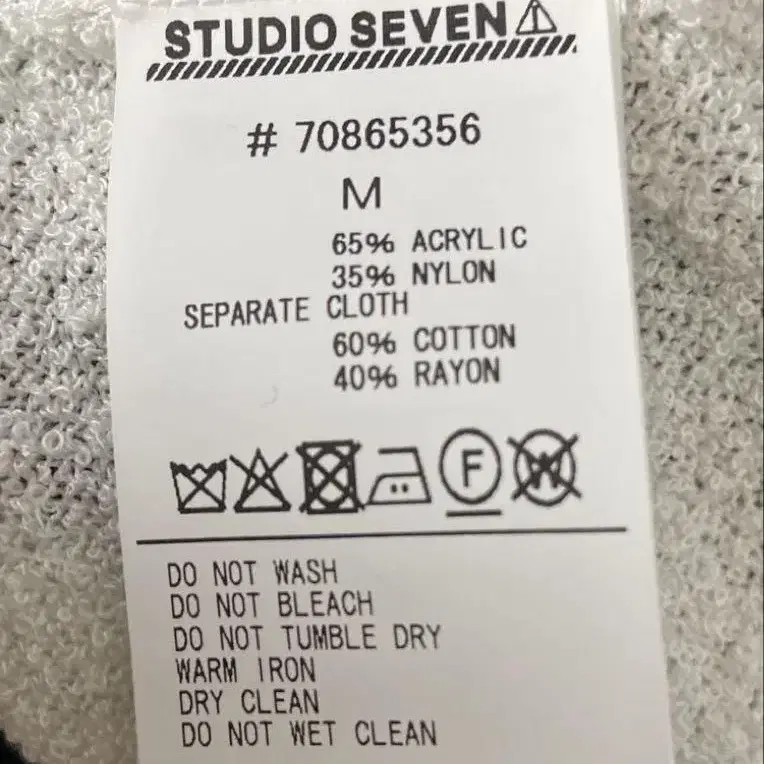 STUDIO SEVEN
# 70865356
M
65% ACRYLIC
35% NYLON
SEPARATE CLOTH
60% COTTON
40% RAYON
F W
DO NOT WASH
DO NOT BLEACH
DO NOT TUMBLE DRY
WARM IRON
DRY CLEAN
DO NOT WET CLEAN